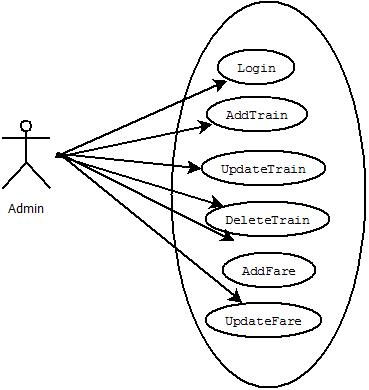 Login
AddTrain
UpdateTrain
Admin
DeleteTrain
AddFare
UpdateFare